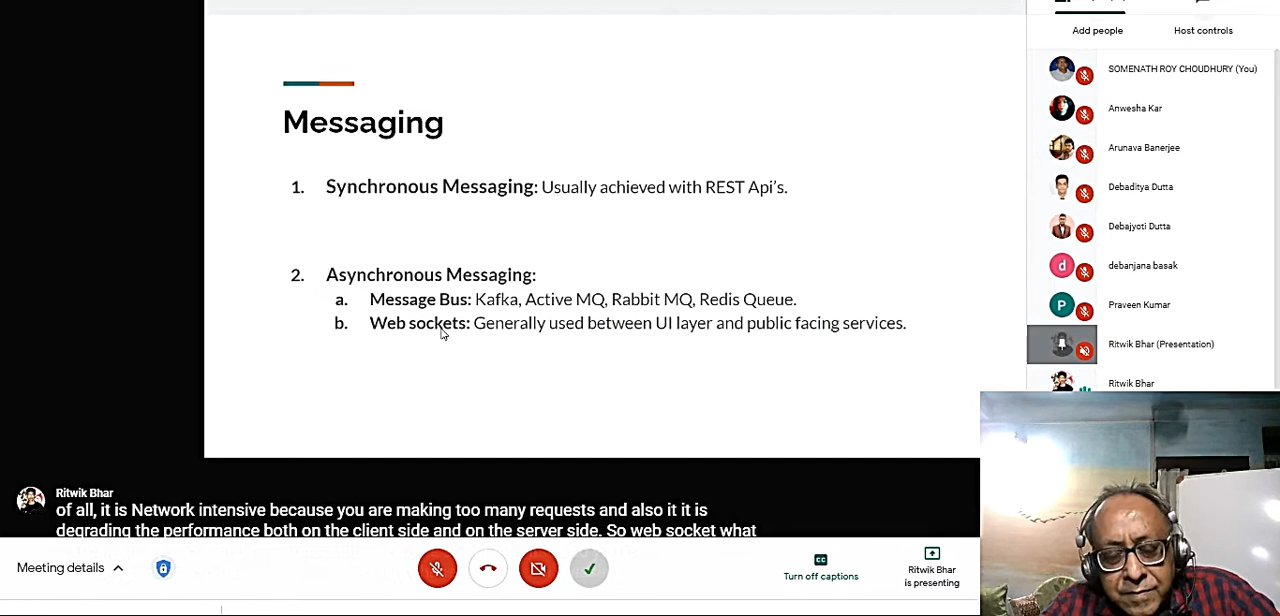 Add people
Host controls
Messaging
1. Synchronous Messaging: Usually achieved with REST Api's.
2. Asynchronous Messaging:
a. Message Bus: Kafka, Active MQ, Rabbit MQ, Redis Queue.
b. Web sockets: Generally used between UI layer and public facing services.
SOMENATH ROY CHOUDHURY (You)
Anwesha Kar
Arunava Banerjee
Debaditya Dutta
Debajyoti Dutta
d
debanjana basak
P
Praveen Kumar
Ritwik Bhar (Presentation)
Ritwik Bhar
Ritwik Bhar
of all, it is Network intensive because you are making too many requests and also it it is
degrading the performance both on the client side and on the server side. So web socket what
Meeting details
CC
Turn off captions
Ritwik Bhar
is presenting